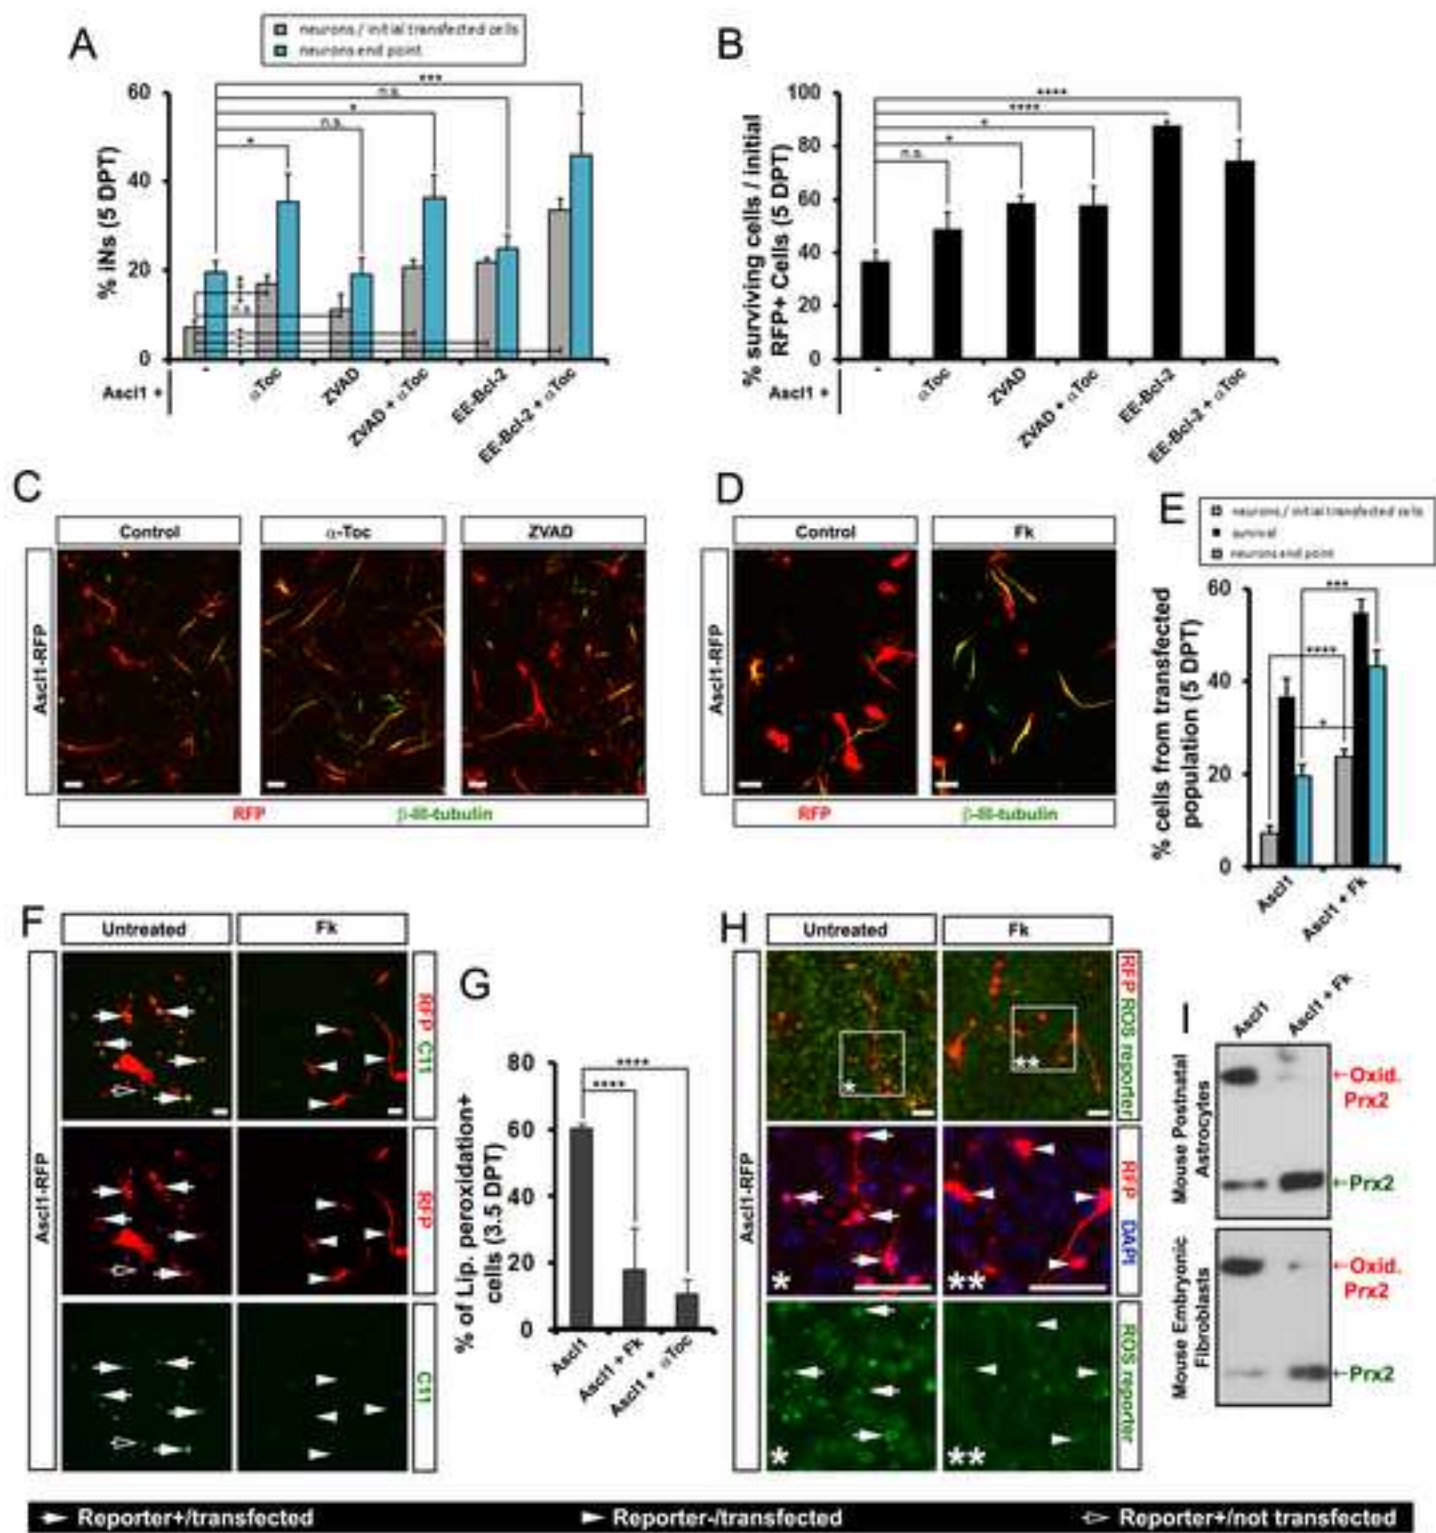 A
neurons / initial transfected cells
neurons end point
% iNs (5 DPT)
60
40
20
0
***
n.s.
*
n.s.
*
n.s.
Ascl1 +
-
αToc
ZVAD
ZVAD + αToc
EE-Bcl-2
EE-Bcl-2 + αToc
B
% surviving cells / initial
RFP+ Cells (5 DPT)
100
80
60
40
20
0
****
****
*
*
n.s.
Ascl1 +
-
αToc
ZVAD
ZVAD + αToc
EE-Bcl-2
EE-Bcl-2 + αToc
C
Control
α-Toc
ZVAD
Ascl1-RFP
RFP
β-III-tubulin
D
Control
Fk
Ascl1-RFP
RFP
β-III-tubulin
E
neurons / initial transfected cells
survival
neurons end point
% cells from transfected
population (5 DPT)
60
40
20
0
***
****
*
Ascl1
Ascl1 + Fk
F
Untreated
Fk
Ascl1-RFP
RFP C11
RFP
C11
G
% of Lip. peroxidation+
cells (3.5 DPT)
80
60
40
20
0
****
****
Ascl1
Ascl1 + Fk
Ascl1 + αToc
H
Untreated
Fk
Ascl1-RFP
RFP ROS reporter
RFP DAPI
ROS reporter
*
**
*
**
*
**
I
Ascl1
Ascl1 + Fk
Mouse Postnatal
Astrocytes
←Oxid.
Prx2
←Prx2
Mouse Embryonic
Fibroblasts
←Oxid.
Prx2
←Prx2
Reporter+/transfected
Reporter-/transfected
Reporter+/not transfected